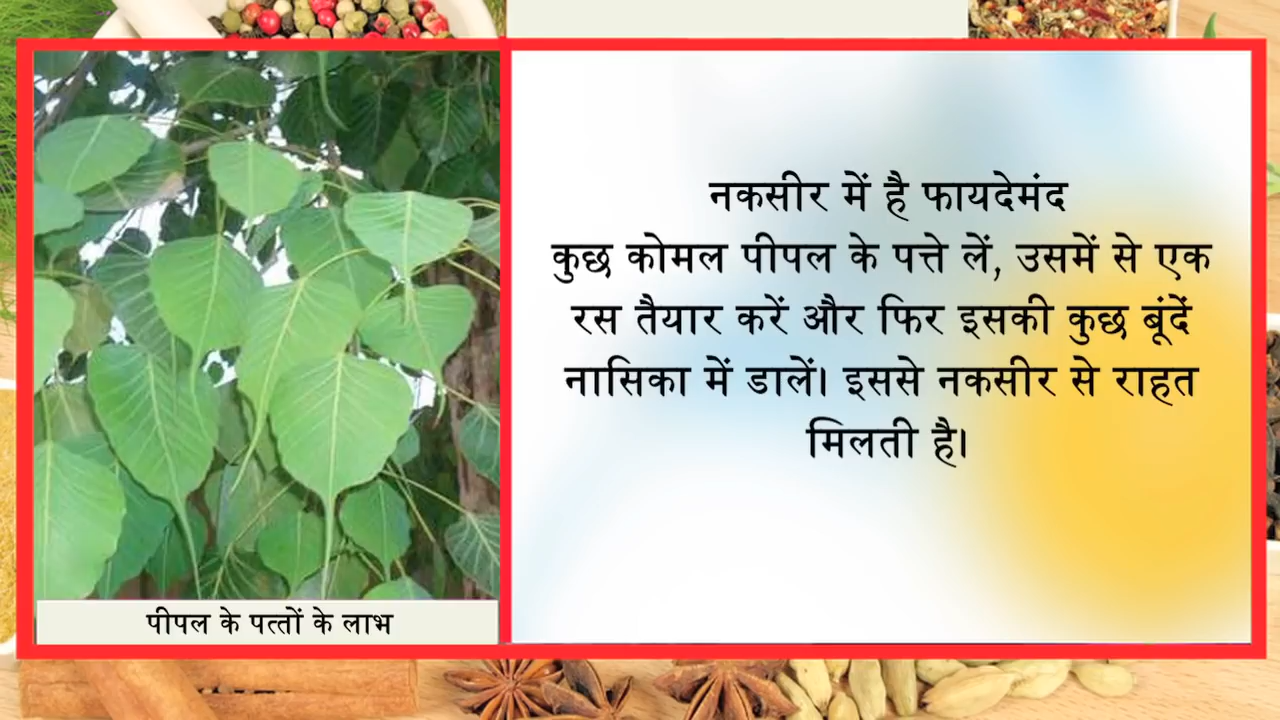 नकसीर में है फायदेमंद
कुछ कोमल पीपल के पत्ते लें, उसमें से एक
रस तैयार करें और फिर इसकी कुछ बूंदें
नासिका में डालें। इससे नकसीर से राहत
मिलती है।
पीपल के पत्तों के लाभ